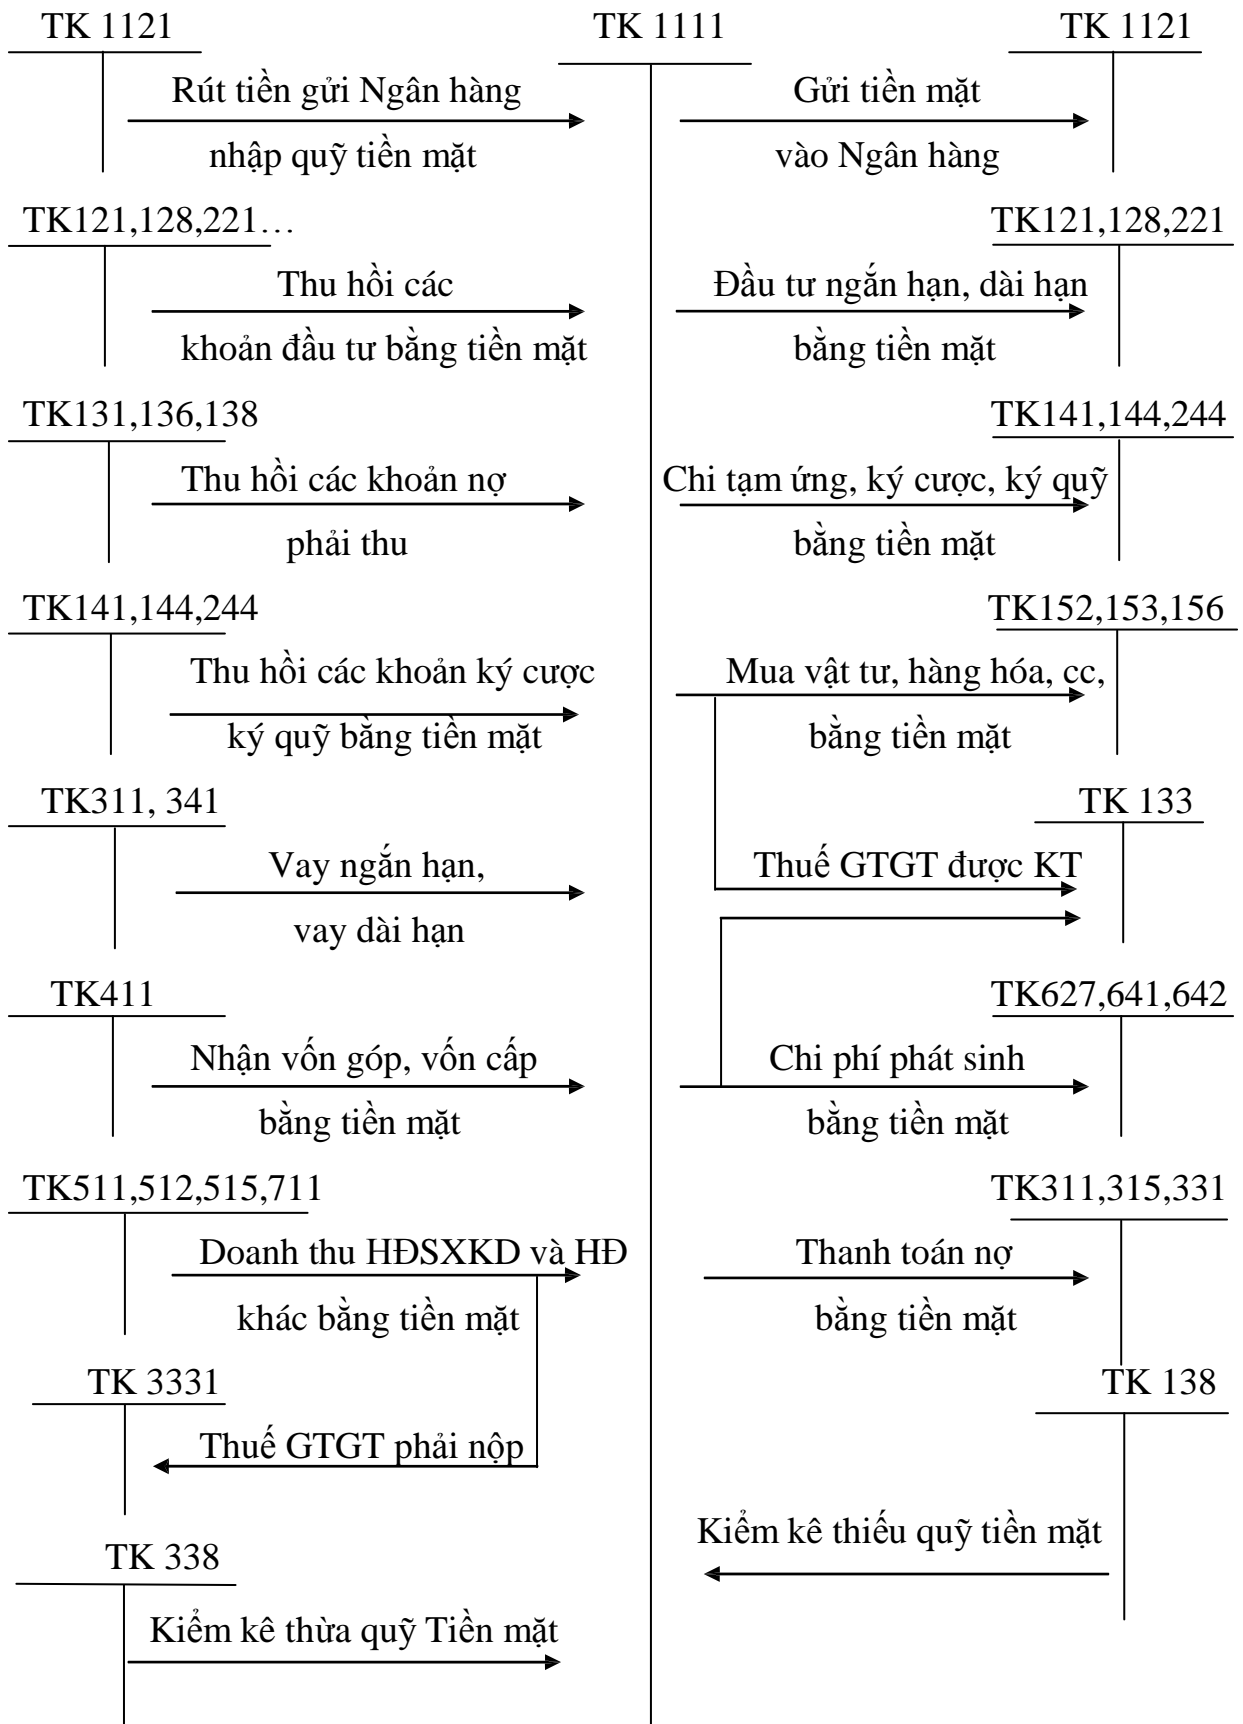 TK 1121
TK 1111
TK 1121
Rút tiền gửi Ngân hàng
nhập quỹ tiền mặt
Gửi tiền mặt
vào Ngân hàng
TK121,128,221…
TK121,128,221
Thu hồi các
khoản đầu tư bằng tiền mặt
Đầu tư ngắn hạn, dài hạn
bằng tiền mặt
TK131,136,138
TK141,144,244
Thu hồi các khoản nợ
phải thu
Chi tạm ứng, ký cược, ký quỹ
bằng tiền mặt
TK141,144,244
TK152,153,156
Thu hồi các khoản ký cược
ký quỹ bằng tiền mặt
Mua vật tư, hàng hóa, cc,
bằng tiền mặt
TK311, 341
TK 133
Vay ngắn hạn,
vay dài hạn
Thuế GTGT được KT
TK411
TK627,641,642
Nhận vốn góp, vốn cấp
bằng tiền mặt
Chi phí phát sinh
bằng tiền mặt
TK511,512,515,711
TK311,315,331
Doanh thu HĐSXKD và HĐ
khác bằng tiền mặt
Thanh toán nợ
bằng tiền mặt
TK 3331
TK 138
Thuế GTGT phải nộp
Kiểm kê thiếu quỹ tiền mặt
TK 338
Kiểm kê thừa quỹ Tiền mặt